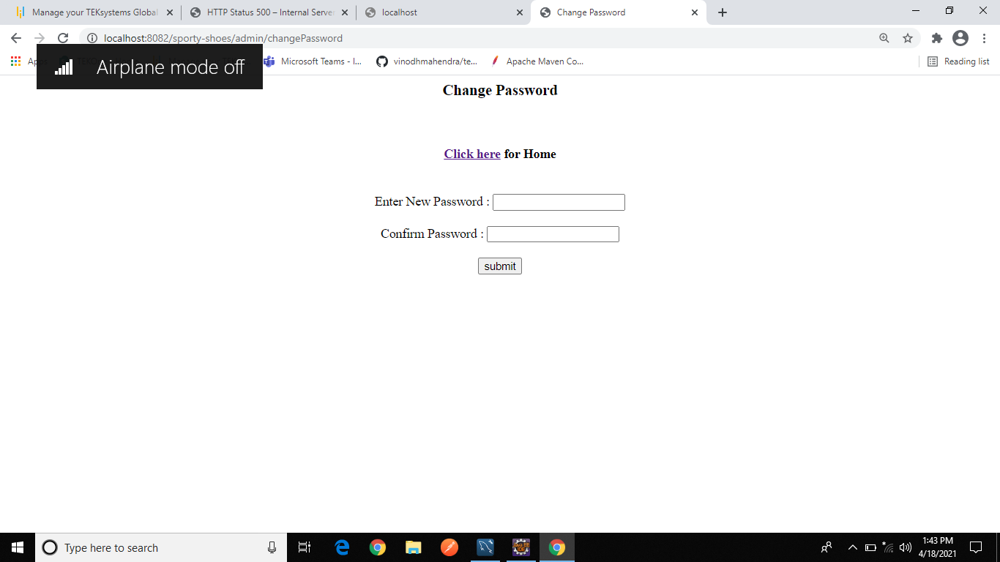 Manage your TEKsystems Global
HTTP Status 500 – Internal Server
localhost
Change Password
localhost:8082/sporty-shoes/admin/changePassword
Microsoft Teams - I...
vinodhmahendra/te...
Apache Maven Co...
Reading list
Airplane mode off
Change Password
Click here for Home
Enter New Password :
Confirm Password :
submit
Type here to search
1:43 PM
4/18/2021